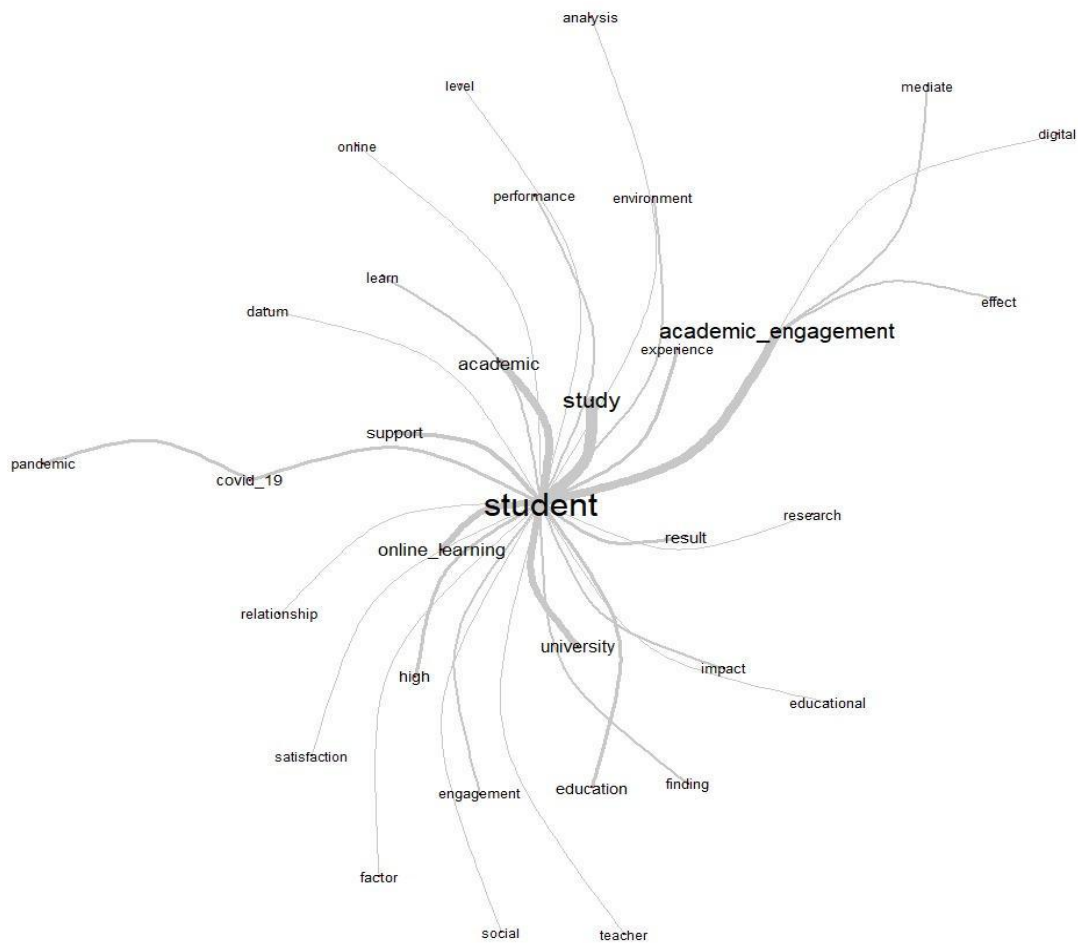 analysis
level
mediate
digital
online
performance
environment
learn
datum
effect
academic_engagement
experience
academic
study
support
pandemic
covid_19
student
research
result
online_learning
relationship
university
high
impact
educational
satisfaction
engagement
education
finding
factor
social
teacher